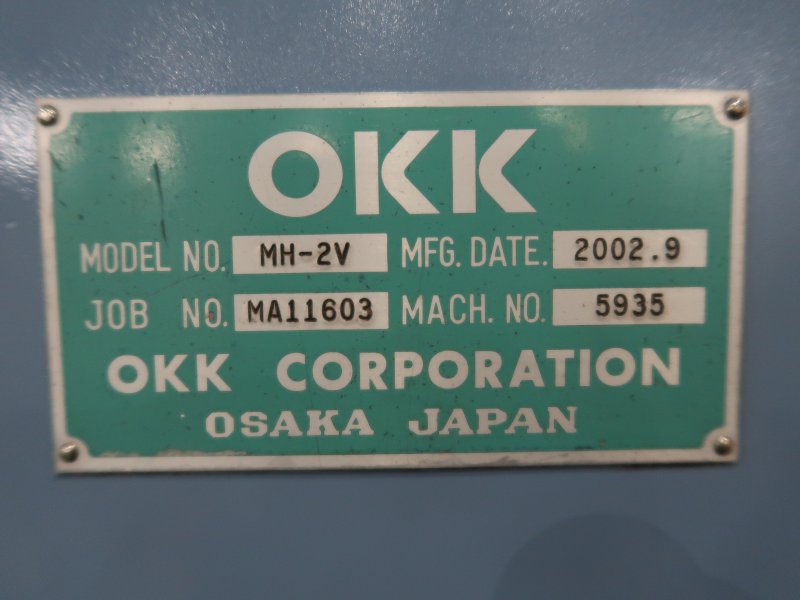 OKK
MODEL NO. MH-2V MFG. DATE. 2002.9
JOB NO. MA11603 MACH. NO. 5935
OKK CORPORATION
OSAKA JAPAN